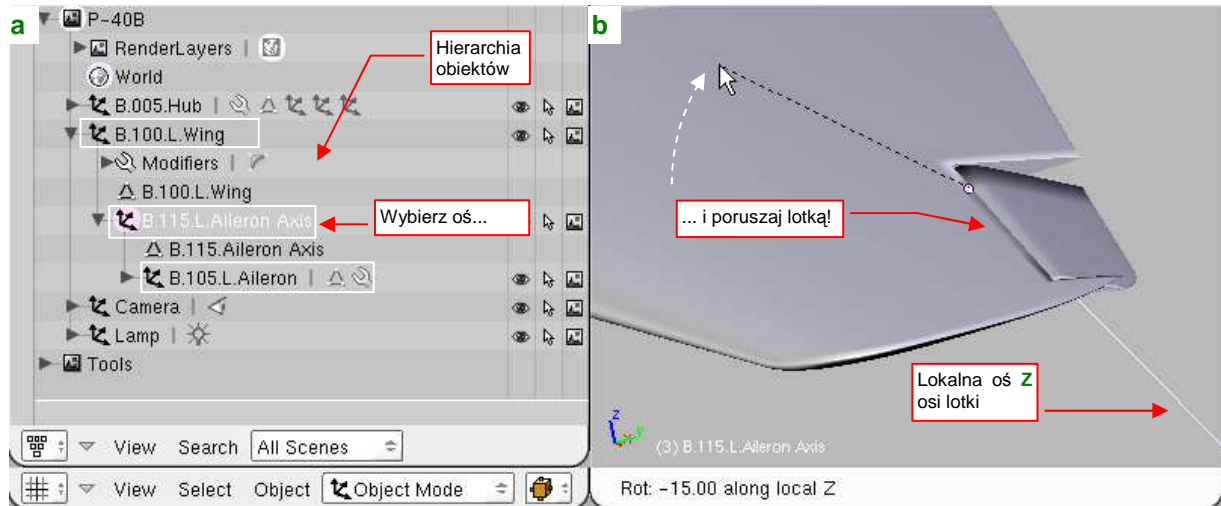 a
P-40B
RenderLayers |
Hierarchia
obiektów
World
B.005.Hub |
B.100.L.Wing
Modifiers |
B.100.L.Wing
B.115.L.Aileron Axis
Wybierz oś...
B.115.Aileron Axis
B.105.L.Aileron |
Camera |
Lamp |
Tools
View Search All Scenes
View Select Object Object Mode
b
... i poruszaj lotką!
Lokalna oś Z
osi lotki
z
y
x
(3) B.115.L.Aileron Axis
Rot: -15.00 along local Z